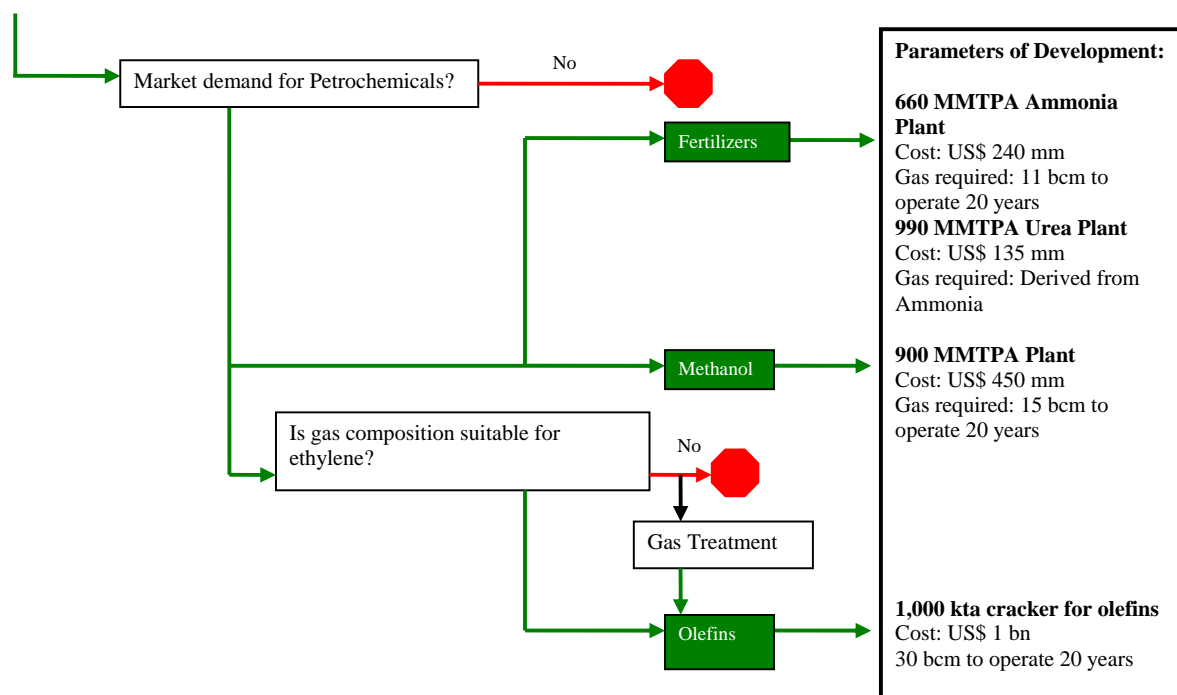 Market demand for Petrochemicals?
No
Fertilizers
Methanol
Is gas composition suitable for
ethylene?
No
Gas Treatment
Olefins
Parameters of Development:
660 MMTPA Ammonia
Plant
Cost: US$ 240 mm
Gas required: 11 bcm to
operate 20 years
990 MMTPA Urea Plant
Cost: US$ 135 mm
Gas required: Derived from
Ammonia
900 MMTPA Plant
Cost: US$ 450 mm
Gas required: 15 bcm to
operate 20 years
1,000 kta cracker for olefins
Cost: US$ 1 bn
30 bcm to operate 20 years